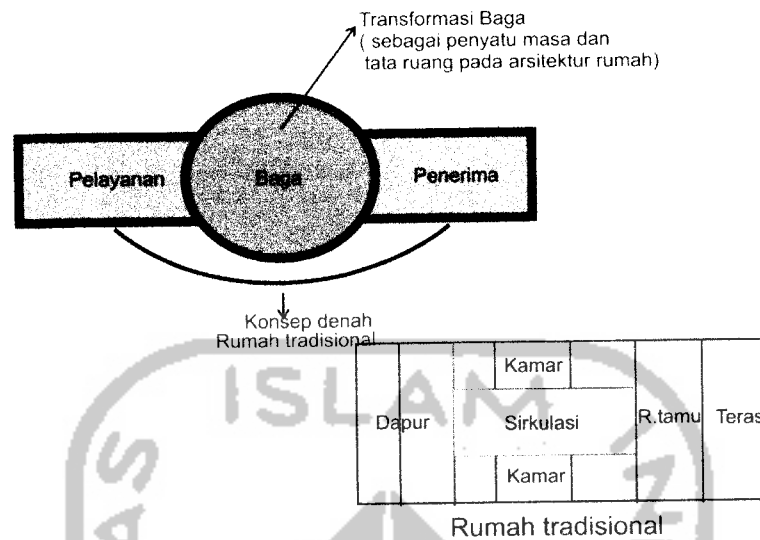 Transformasi Baga
( sebagai penyatu masa dan
tata ruang pada arsitektur rumah)
Pelayanan
Baga
Penerima
Konsep denah
Rumah tradisional
Kamar
Dapur
Sirkulasi
R.tamu
Teras
Kamar
Rumah tradisional
ISLAM